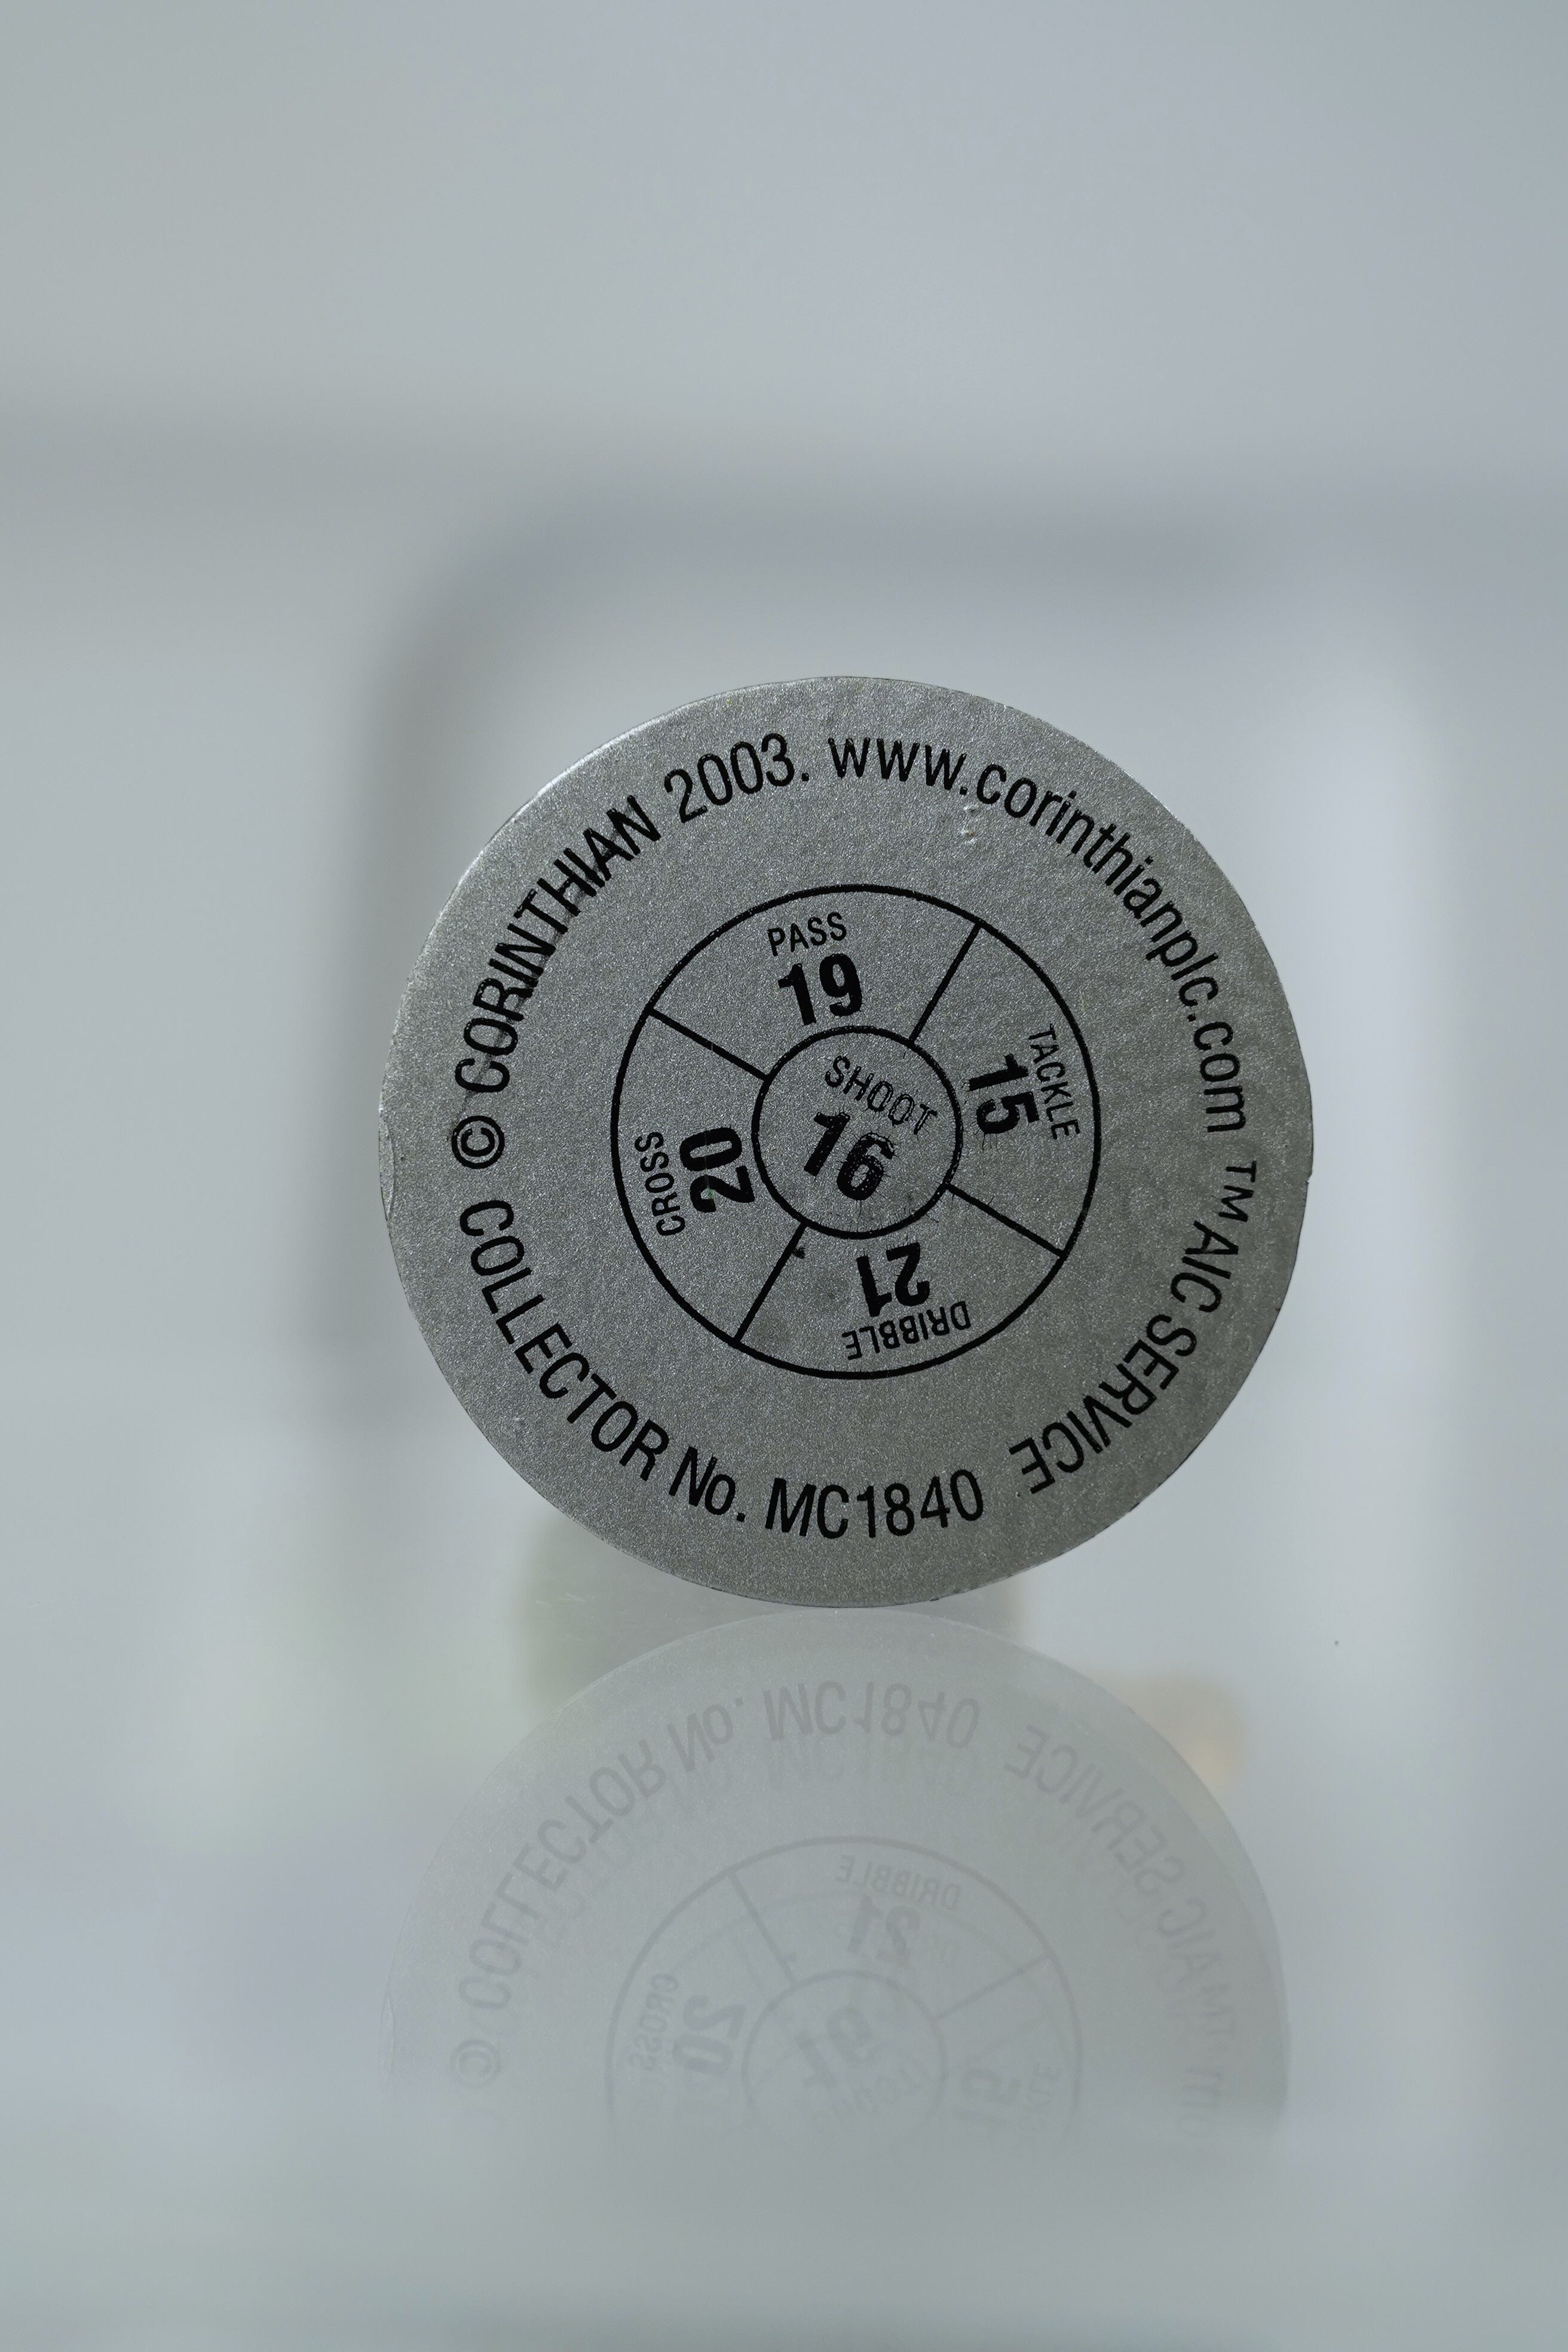 © CORINTHIAN 2003. www.corinthianplc.com ™ AIC SERVICE
COLLECTOR No. MC1840
PASS
19
TACKLE
15
DRIBBLE
21
CROSS
20
SHOOT
16